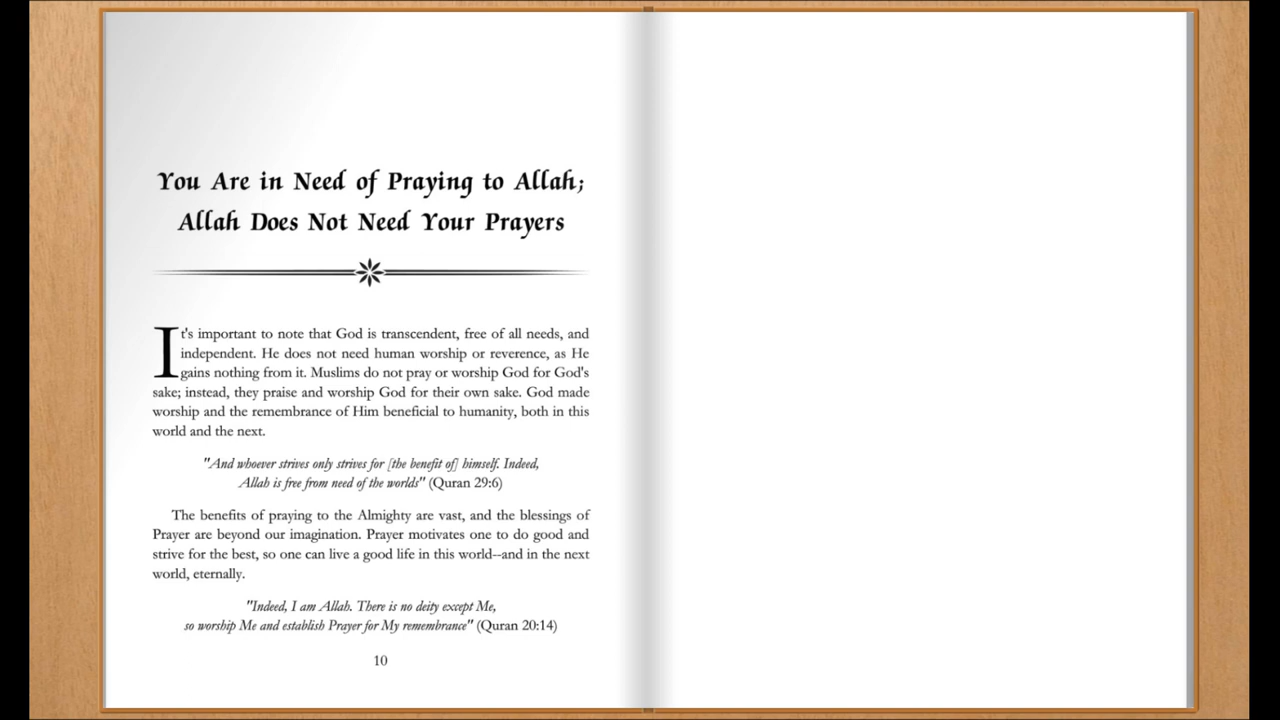 You Are in Need of Praying to Allah;
Allah Does Not Need Your Prayers
It's important to note that God is transcendent, free of all needs, and
independent. He does not need human worship or reverence, as He
gains nothing from it. Muslims do not pray or worship God for God's
sake; instead, they praise and worship God for their own sake. God made
worship and the remembrance of Him beneficial to humanity, both in this
world and the next.
"And whoever strives only strives for [the benefit of] himself. Indeed,
Allah is free from need of the worlds" (Quran 29:6)
The benefits of praying to the Almighty are vast, and the blessings of
Prayer are beyond our imagination. Prayer motivates one to do good and
strive for the best, so one can live a good life in this world--and in the next
world, eternally.
"Indeed, I am Allah. There is no deity except Me,
so worship Me and establish Prayer for My remembrance" (Quran 20:14)
10